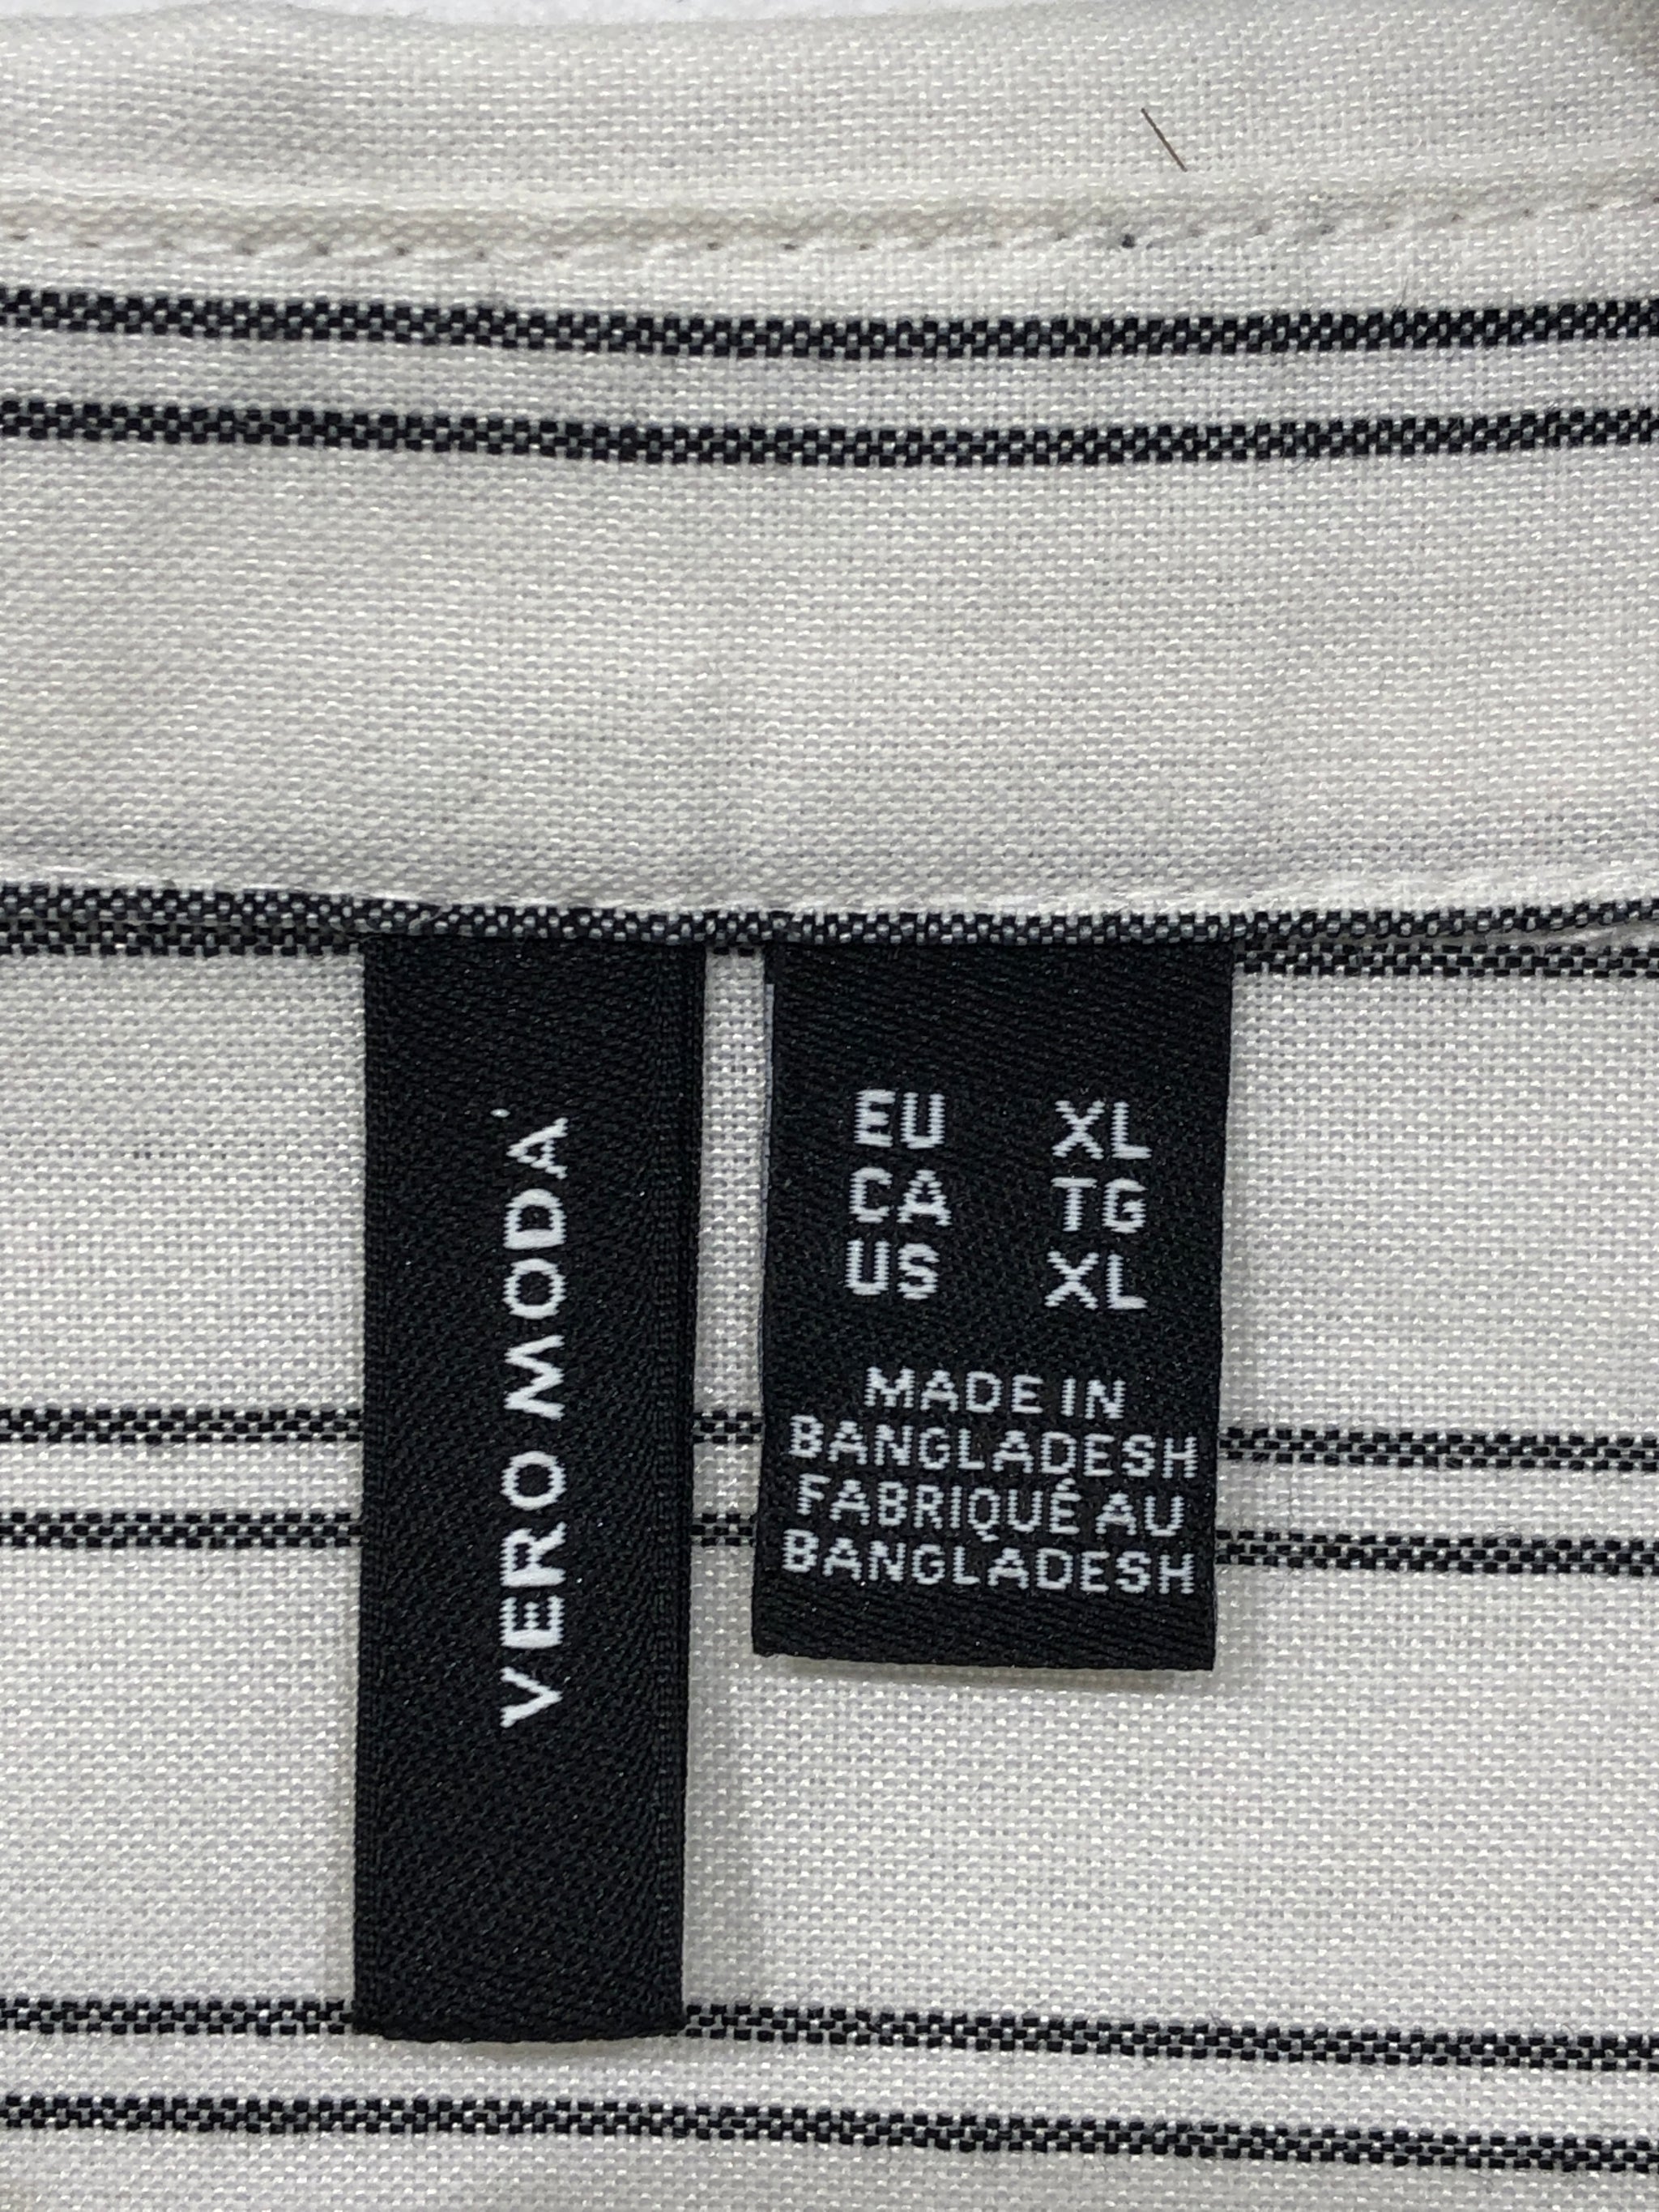 VERO MODA
EU XL
CA TG
US XL
MADE IN
BANGLADESH
FABRIQUÉ AU
BANGLADESH